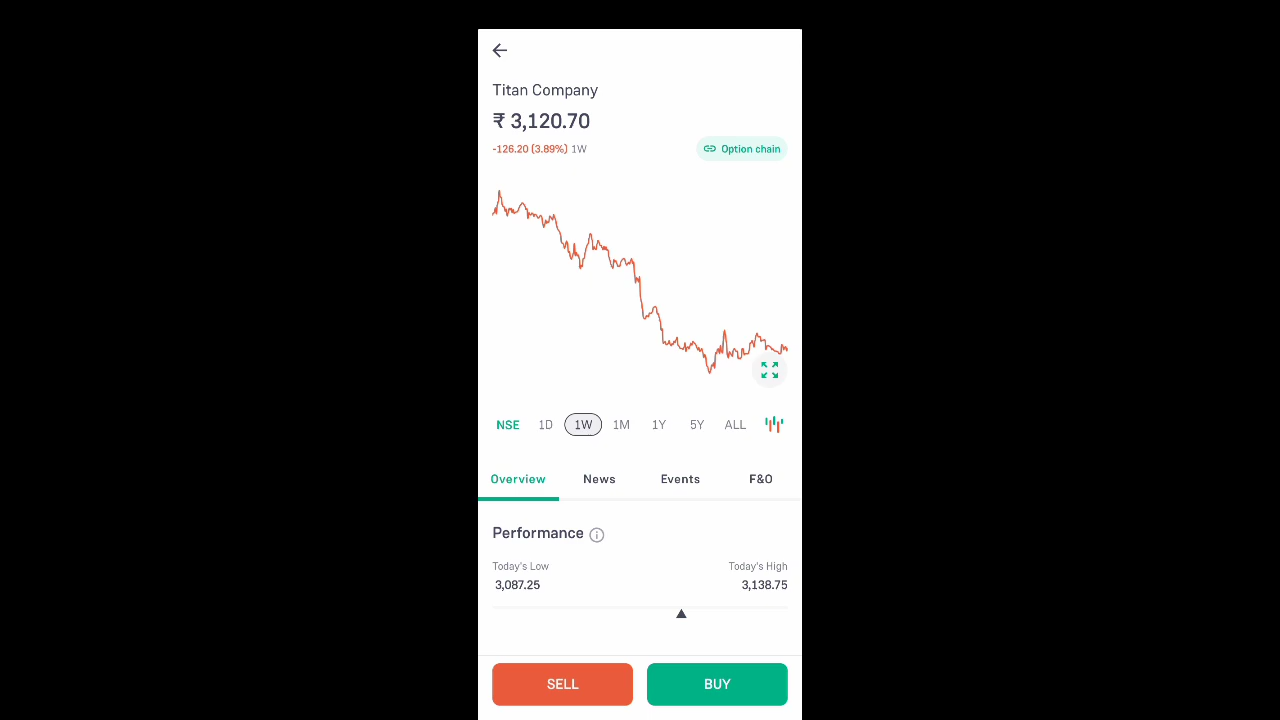 Titan Company
₹ 3,120.70
-126.20 (3.89%) 1W
Option chain
NSE 1D 1W 1M 1Y 5Y ALL
Overview News Events F&O
Performance
Today's Low Today's High
3,087.25 3,138.75
SELL BUY